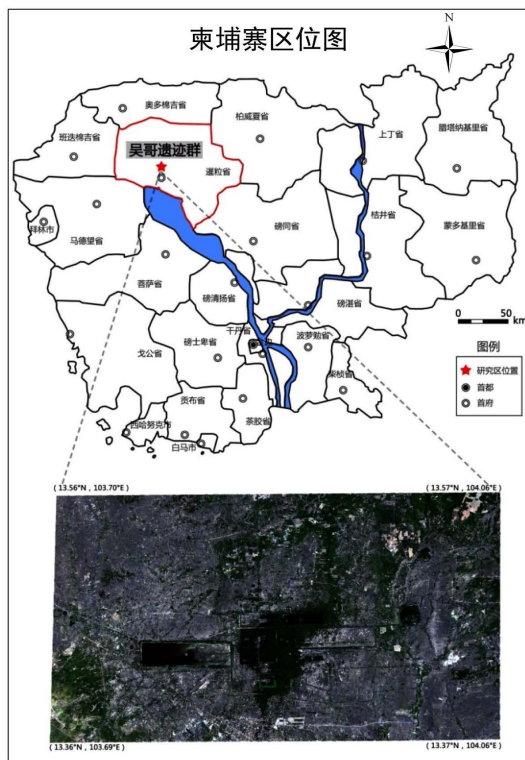 柬埔寨区位图
N
奥多棉吉省
柏威夏省
上丁省
腊塔纳基里省
班迭棉吉省
吴哥遗迹群
暹粒省
拜林市
马德望省
磅同省
桔井省
蒙多基里省
菩萨省
磅清扬省
磅湛省
干丹省
戈公省
磅士卑省
波萝勉省
0
50
km
图例
研究区位置
首都
首府
柴桢省
贡布省
茶胶省
西哈努克市
白马市
(13.56°N，103.70°E)
(13.57°N，104.06°E)
(13.36°N，103.69°E)
(13.37°N，104.06°E)